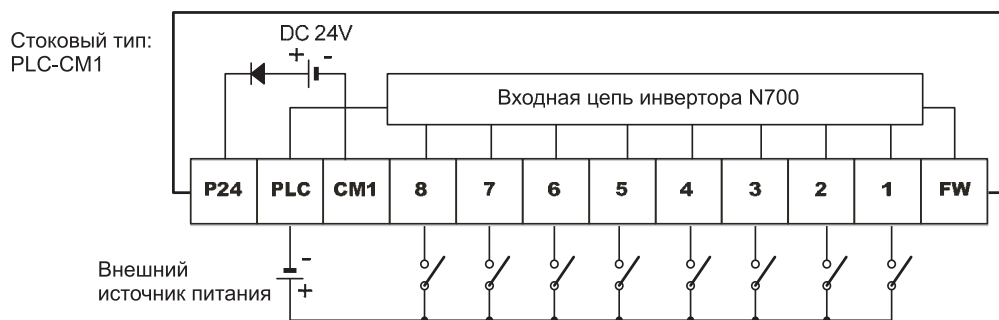 Стоковый тип:
PLC-CM1
DC 24V
+ -
Входная цепь инвертора N700
P24 PLC CM1 8 7 6 5 4 3 2 1 FW
-
+
Внешний
источник питания